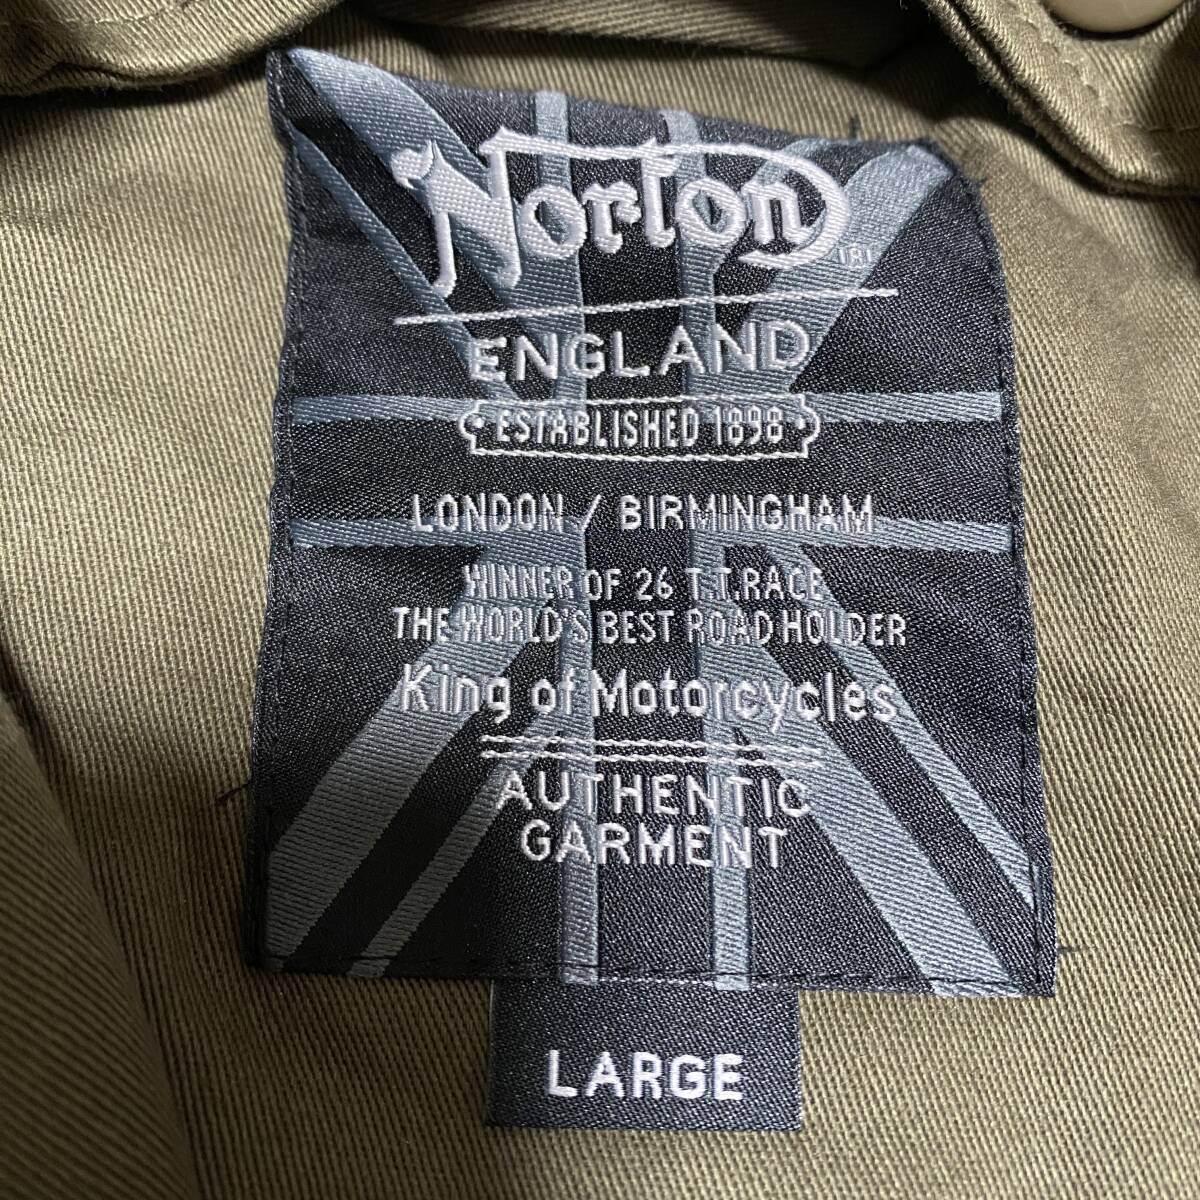 Norton
ENGLAND
ESTABLISHED 1898
LONDON / BIRMINGHAM
WINNER OF 26 T.T.RACE
THE WORLD'S BEST ROAD HOLDER
King of Motorcycles
AUTHENTIC
GARMENT
LARGE